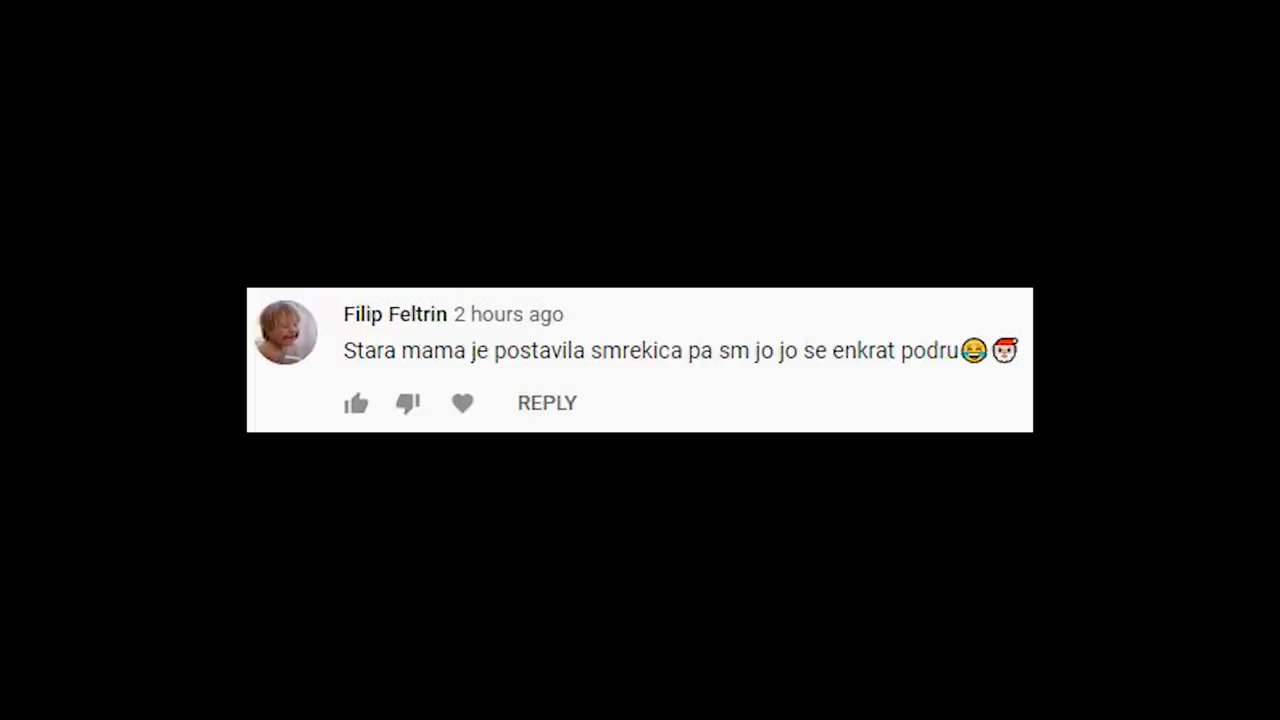 Filip Feltrin 2 hours ago
Stara mama je postavila smrekica pa sm jo jo se enkrat podru😂🎅
REPLY